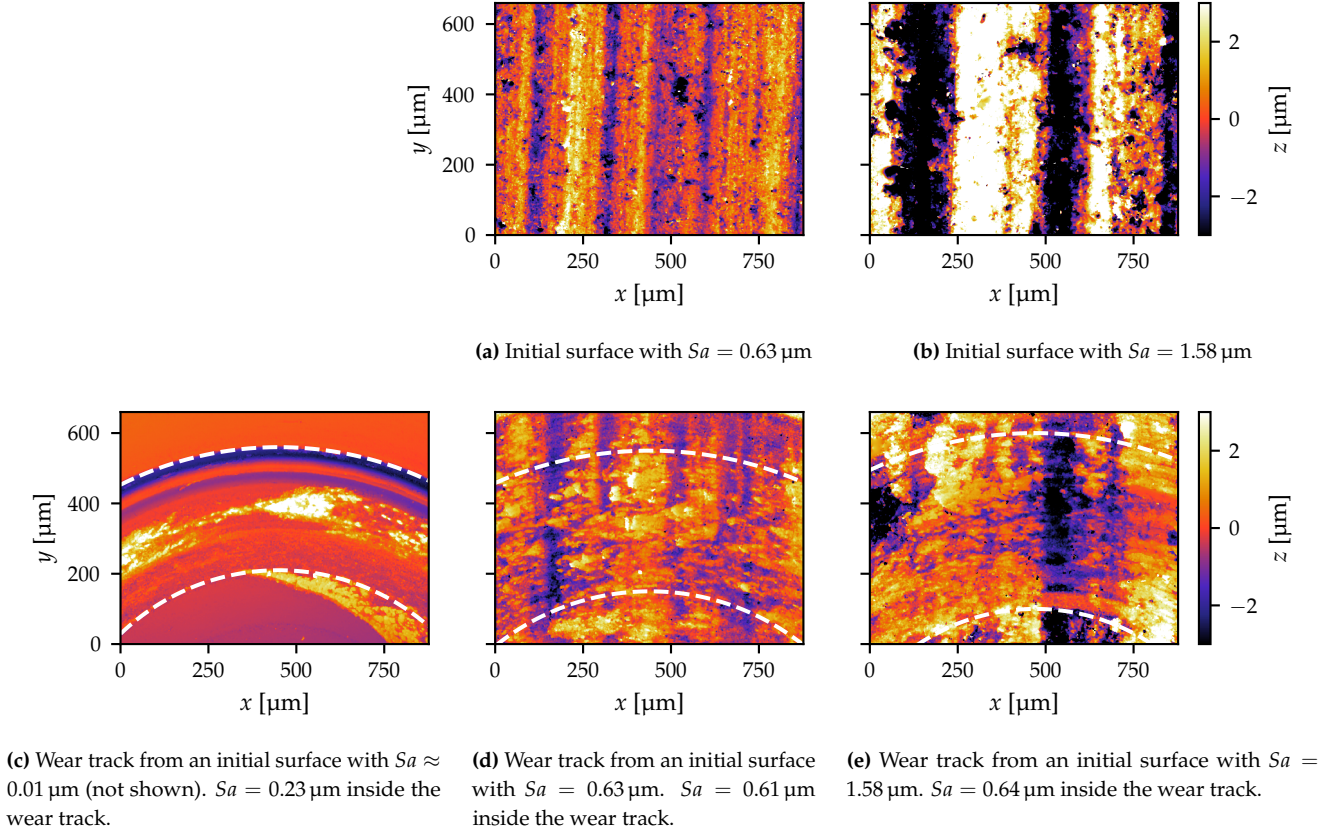 600
400
200
0
y [µm]
0 250 500 750
x [µm]
0 250 500 750
x [µm]
2
0
−2
z [µm]
(a) Initial surface with Sa = 0.63 µm
(b) Initial surface with Sa = 1.58 µm
600
400
200
0
y [µm]
0 250 500 750
x [µm]
0 250 500 750
x [µm]
0 250 500 750
x [µm]
2
0
−2
z [µm]
(c) Wear track from an initial surface with Sa ≈
0.01 µm (not shown). Sa = 0.23 µm inside the
wear track.
(d) Wear track from an initial surface
with Sa = 0.63 µm. Sa = 0.61 µm
inside the wear track.
(e) Wear track from an initial surface with Sa =
1.58 µm. Sa = 0.64 µm inside the wear track.